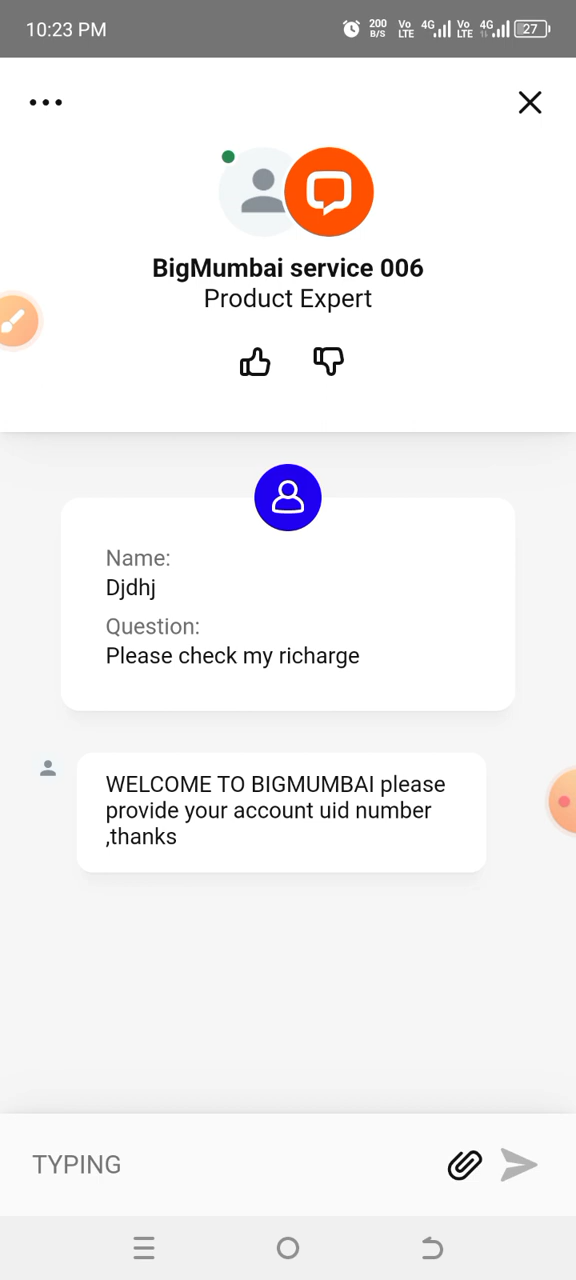 10:23 PM
200 B/S Vo LTE 4G Vo LTE 4G 27
BigMumbai service 006
Product Expert
Name:
Djdhj
Question:
Please check my richarge
WELCOME TO BIGMUMBAI please
provide your account uid number
,thanks
TYPING